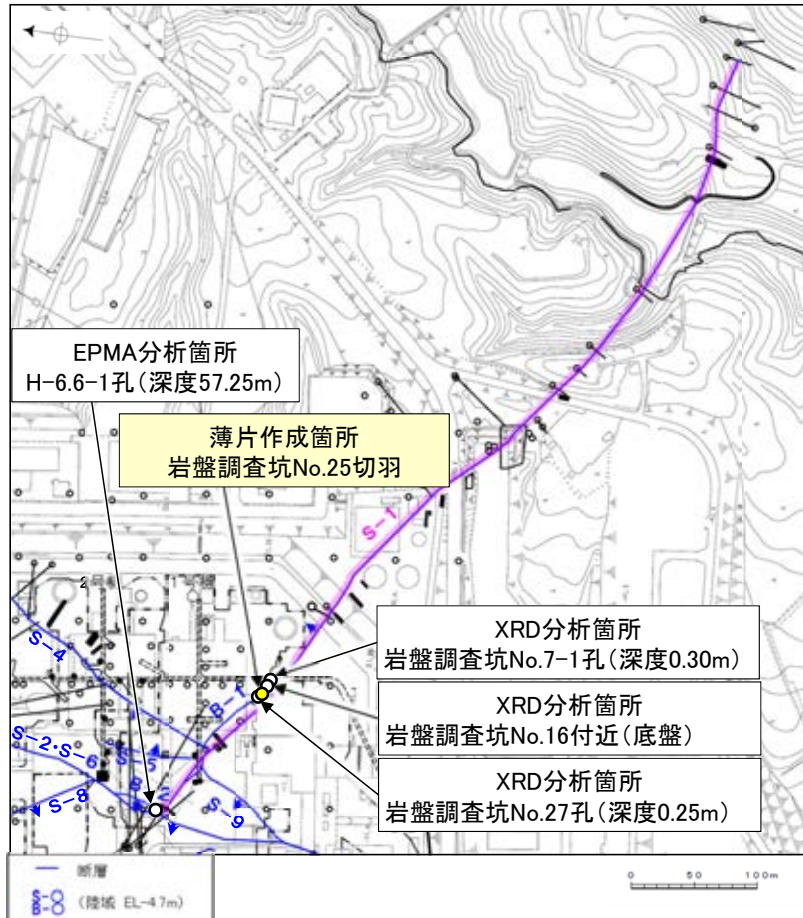 EPMA分析箇所
H-6.6-1孔(深度57.25m)
薄片作成箇所
岩盤調査坑No.25切羽
S-1
S-4
B-1
S-2・S-6
S-8
S-9
XRD分析箇所
岩盤調査坑No.7-1孔(深度0.30m)
XRD分析箇所
岩盤調査坑No.16付近(底盤)
XRD分析箇所
岩盤調査坑No.27孔(深度0.25m)
断層
S-○
B-○
(陸域 EL-4.7m)
0 50 100m